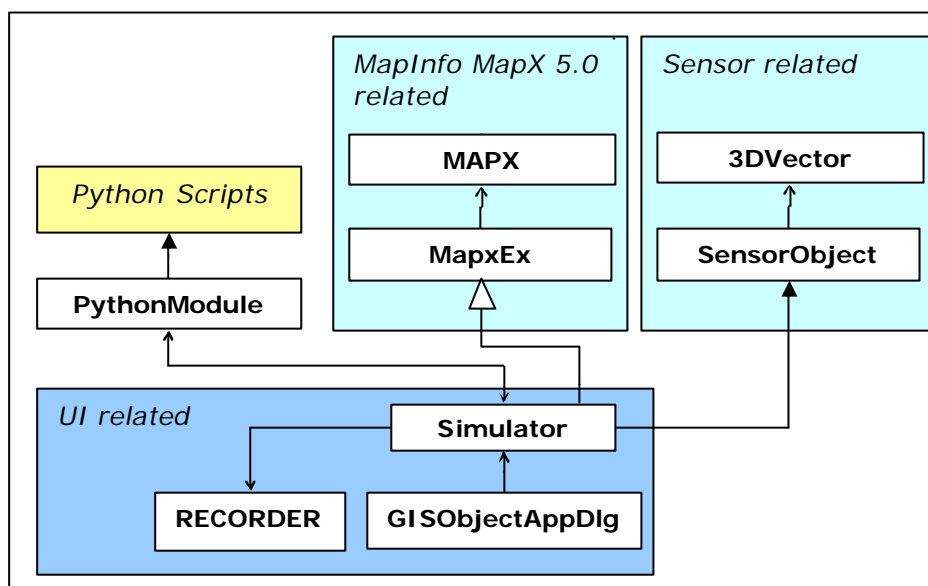 MapInfo MapX 5.0
related
Sensor related
MAPX
3DVector
Python Scripts
MapxEx
SensorObject
PythonModule
UI related
Simulator
RECORDER
GISObjectAppDlg